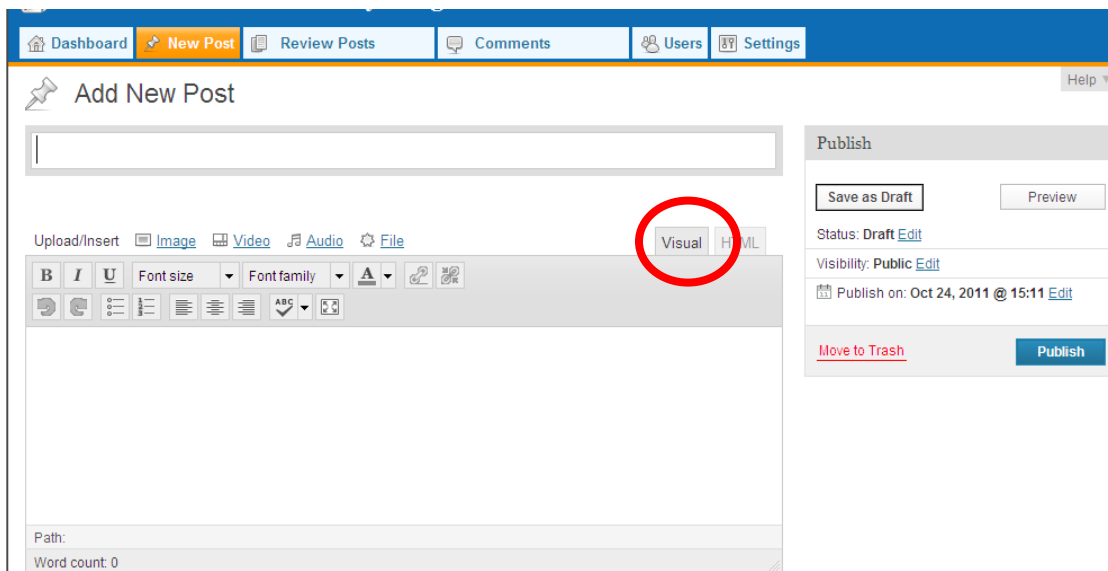 Dashboard New Post Review Posts Comments Users Settings
Help
Add New Post
Publish
Save as Draft Preview
Upload/Insert Image Video Audio File Visual HTML
Status: Draft Edit
Visibility: Public Edit
B I U Font size Font family A
ABC
Publish on: Oct 24, 2011 @ 15:11 Edit
Move to Trash Publish
Path:
Word count: 0